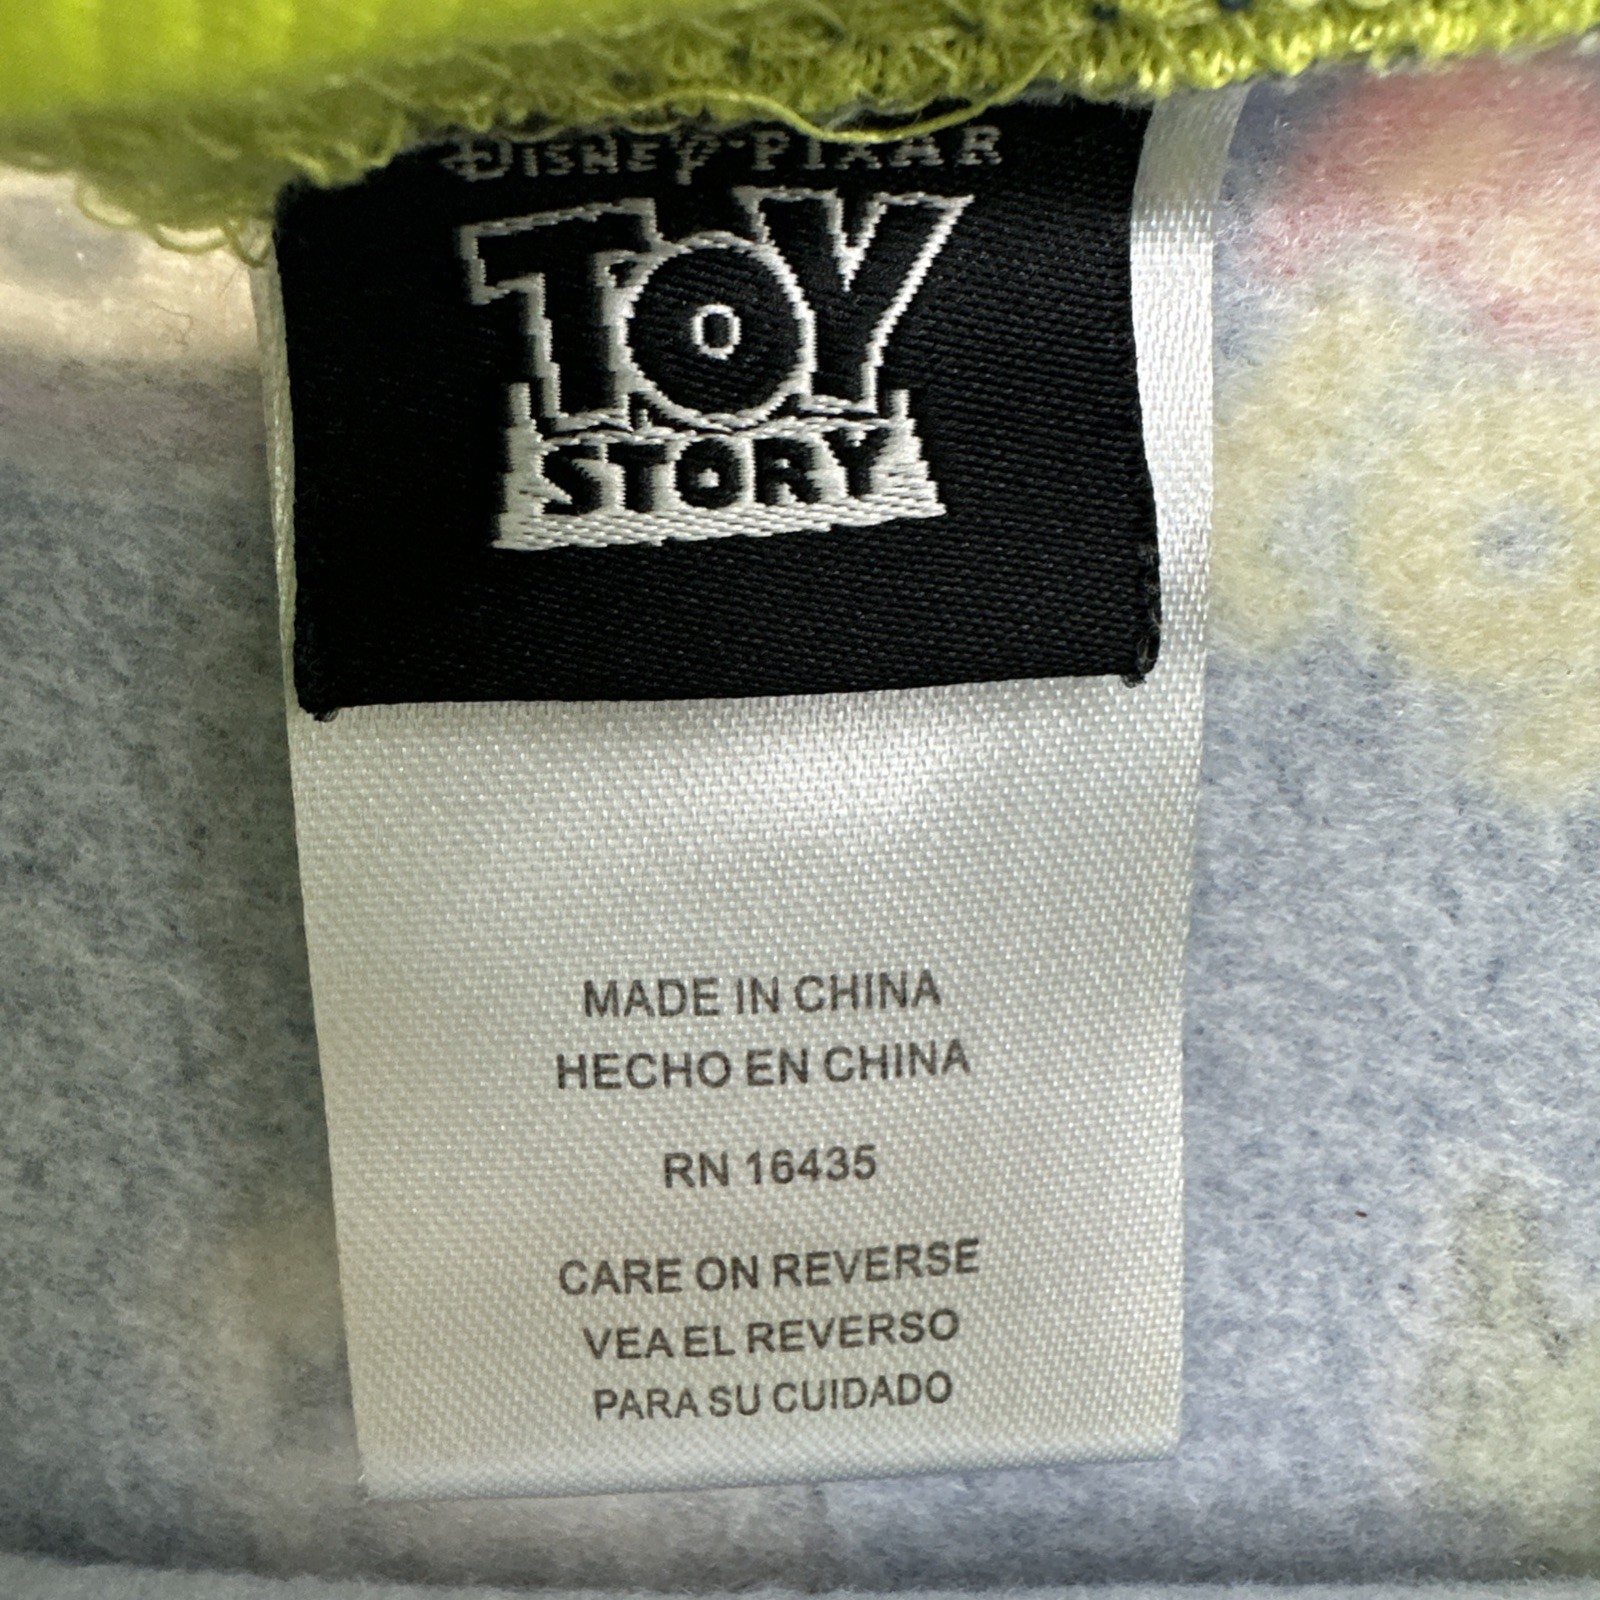 DISNEY·PIXAR
TOY
STORY
MADE IN CHINA
HECHO EN CHINA
RN 16435
CARE ON REVERSE
VEA EL REVERSO
PARA SU CUIDADO